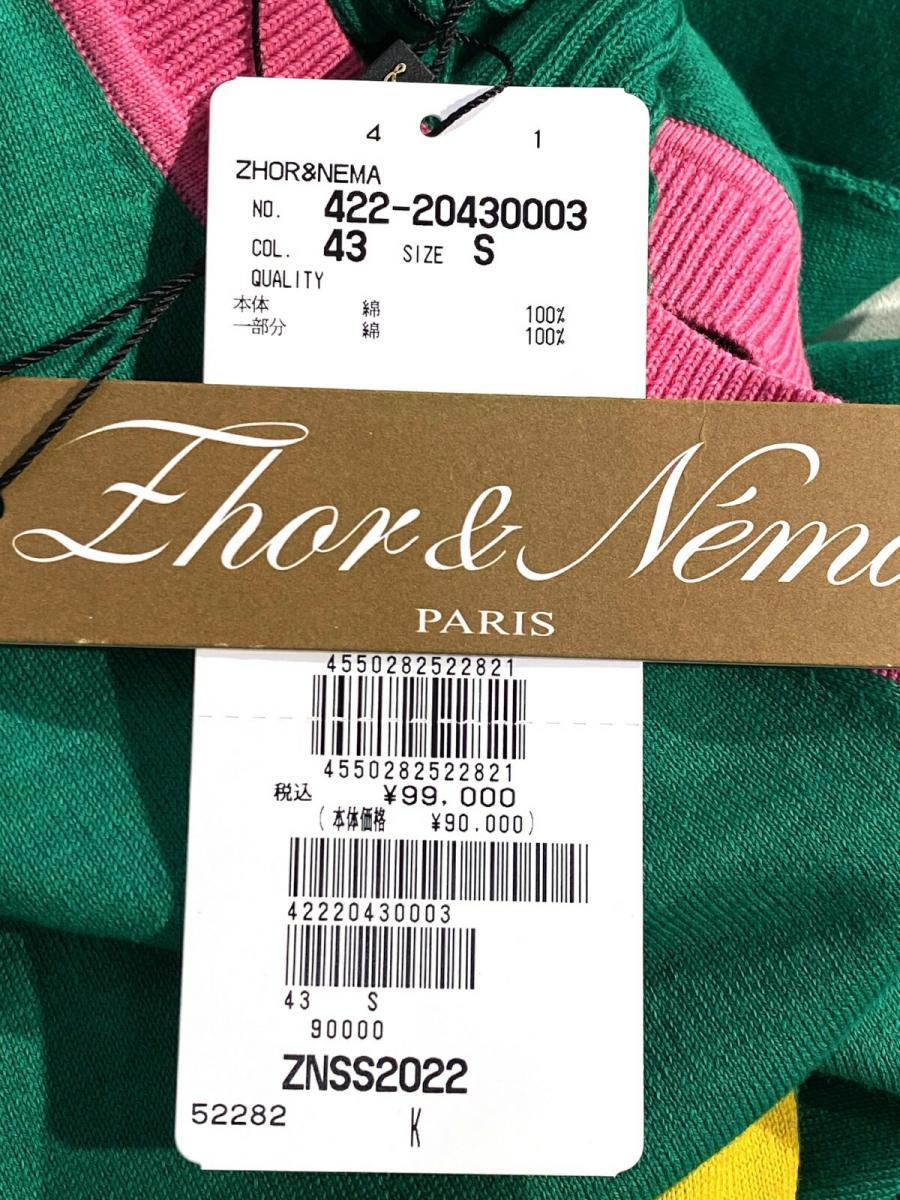 4 1
ZHOR&NEMA
NO. 422-20430003
COL. 43 SIZE S
QUALITY
本体 綿 100%
一部分 綿 100%
Zhor & Ném
PARIS
4550282522821
4550282522821
税込 ¥99,000
(本体価格 ¥90.000)
42220430003
43 S
90000
ZNSS2022
52282 K